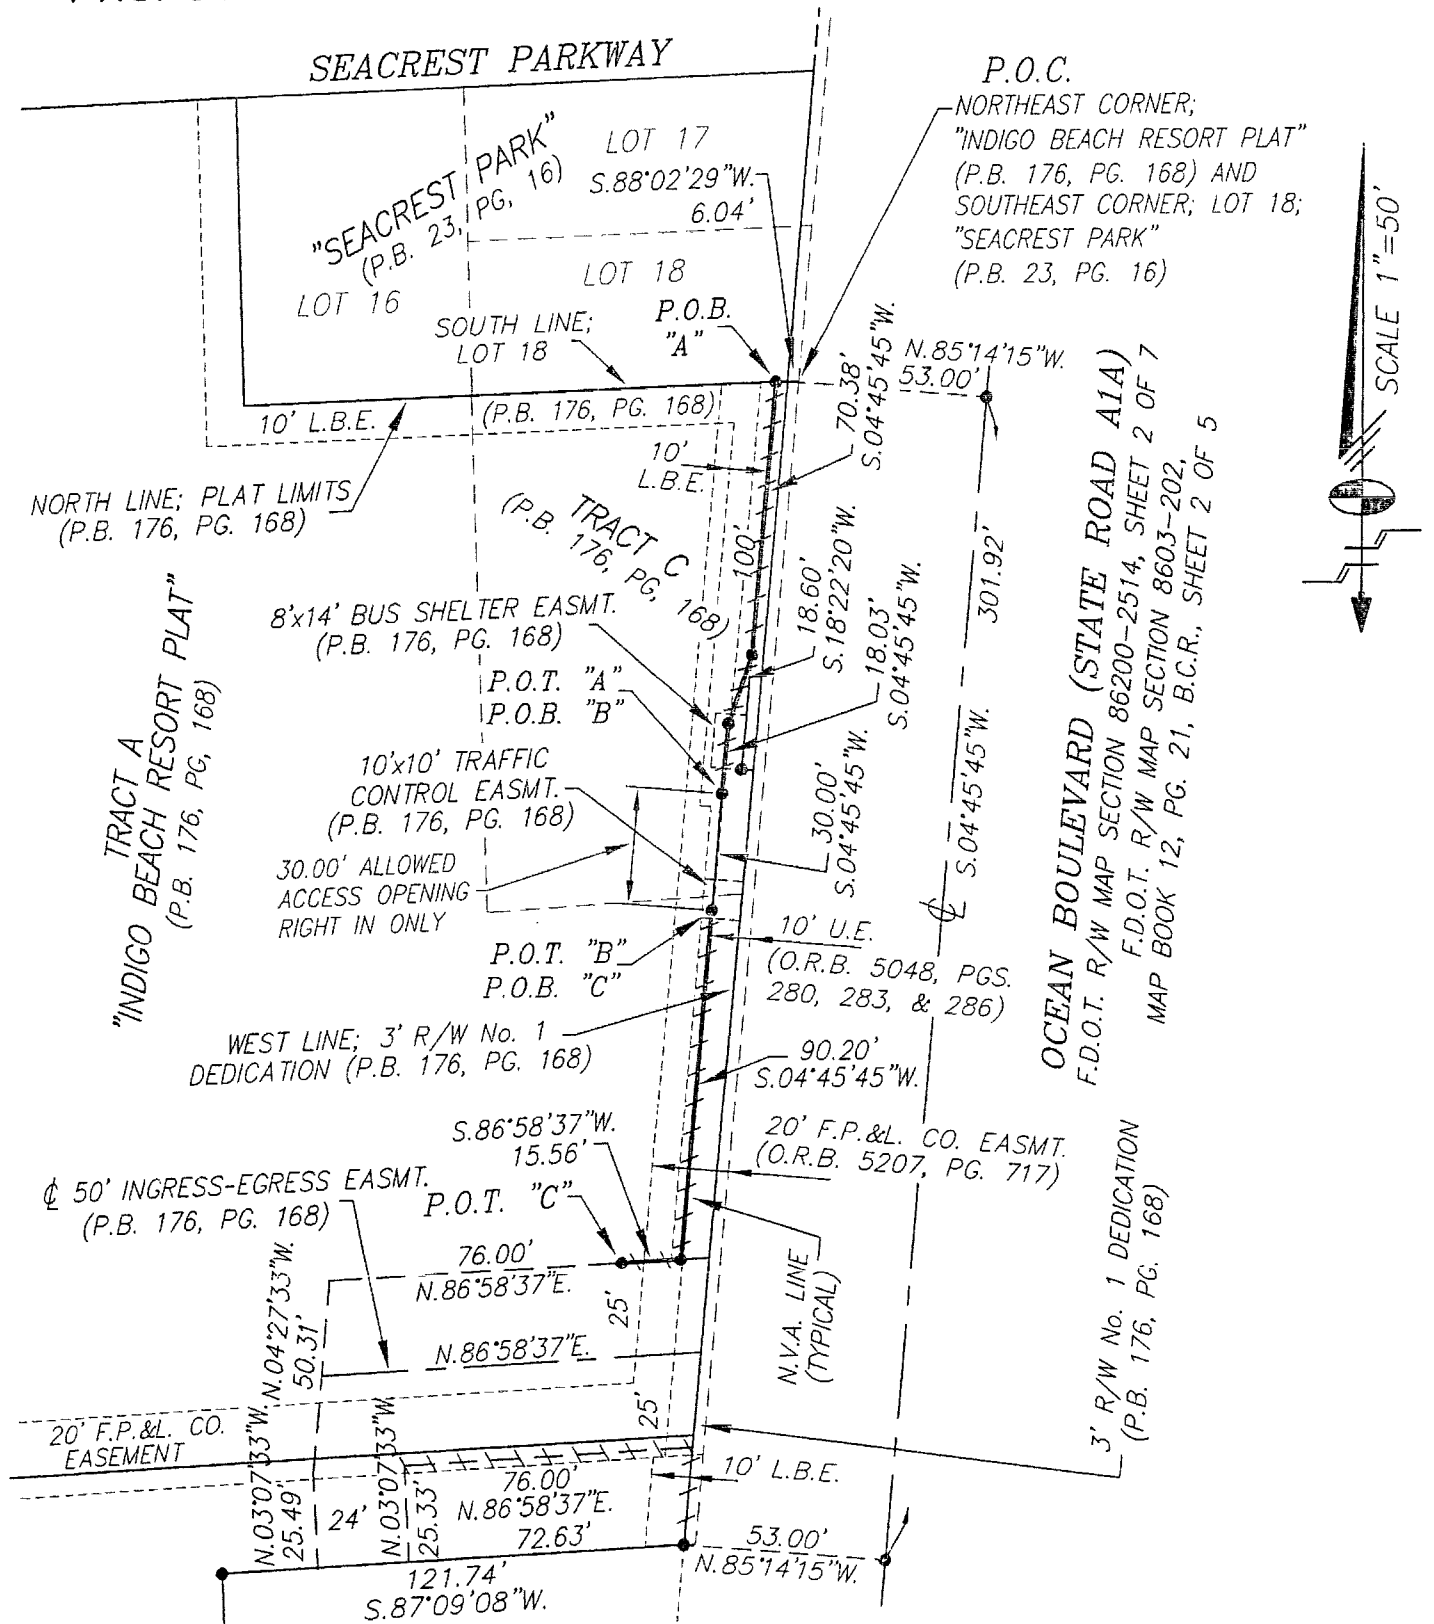 SEACREST PARKWAY
P.O.C.
NORTHEAST CORNER;
"INDIGO BEACH RESORT PLAT"
(P.B. 176, PG. 168) AND
SOUTHEAST CORNER; LOT 18;
"SEACREST PARK"
(P.B. 23, PG. 16)
SCALE 1"=50'
"SEACREST PARK"
(P.B. 23, PG, 16)
LOT 17
S.88°02'29"W.
6.04'
LOT 16
LOT 18
SOUTH LINE;
LOT 18
P.O.B.
"A"
N.85°14'15"W.
53.00'
70.38'
S.04°45'45"W.
10' L.B.E.
(P.B. 176, PG. 168)
10'
L.B.E.
NORTH LINE; PLAT LIMITS
(P.B. 176, PG. 168)
TRACT C
(P.B. 176, PG, 168)
100'
18.60'
S.18°22'20"W.
18.03'
S.04°45'45"W.
301.92'
S.04°45'45"W.
8'x14' BUS SHELTER EASMT.
(P.B. 176, PG. 168)
P.O.T. "A"
P.O.B. "B"
TRACT A
"INDIGO BEACH RESORT PLAT"
(P.B. 176, PG, 168)
10'x10' TRAFFIC
CONTROL EASMT.
(P.B. 176, PG. 168)
30.00'
S.04°45'45"W.
30.00' ALLOWED
ACCESS OPENING
RIGHT IN ONLY
℄
OCEAN BOULEVARD (STATE ROAD A1A)
F.D.O.T. R/W MAP SECTION 86200-2514, SHEET 2 OF 7
F.D.O.T. R/W MAP SECTION 8603-202,
MAP BOOK 12, PG. 21, B.C.R., SHEET 2 OF 5
P.O.T. "B"
P.O.B. "C"
10' U.E.
(O.R.B. 5048, PGS.
280, 283, & 286)
WEST LINE; 3' R/W No. 1
DEDICATION (P.B. 176, PG. 168)
90.20'
S.04°45'45"W.
S.86°58'37"W.
15.56'
20' F.P.&L. CO. EASMT.
(O.R.B. 5207, PG. 717)
℄ 50' INGRESS-EGRESS EASMT.
(P.B. 176, PG. 168)
P.O.T. "C"
76.00'
N.86°58'37"E.
25'
N.V.A. LINE
(TYPICAL)
3' R/W No. 1 DEDICATION
(P.B. 176, PG. 168)
N.04°27'33"W.
50.31'
N.86°58'37"E.
25'
20' F.P.&L. CO.
EASEMENT
N.03°07'33"W.
25.49'
24'
N.03°07'33"W.
25.33'
76.00'
N.86°58'37"E.
72.63'
10' L.B.E.
53.00'
N.85°14'15"W.
121.74'
S.87°09'08"W.